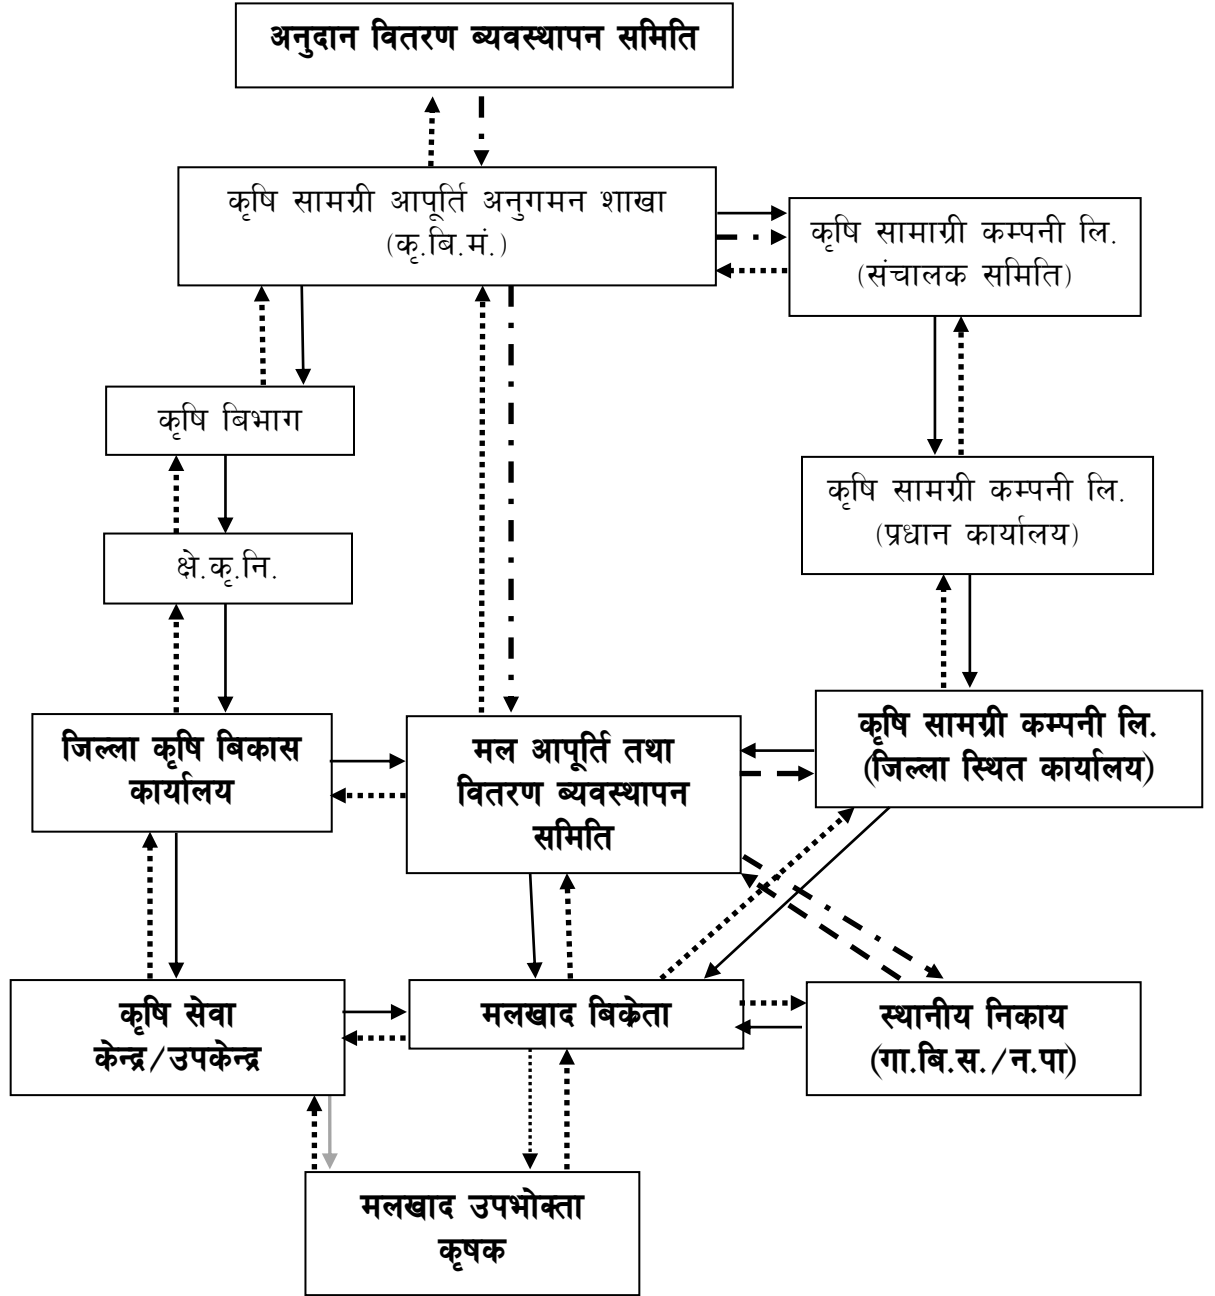 अनुदान वितरण ब्यवस्थापन समिति
कृषि सामग्री आपूर्ति अनुगमन शाखा
(कृ.बि.मं.)
कृषि सामाग्री कम्पनी लि.
(संचालक समिति)
कृषि बिभाग
कृषि सामग्री कम्पनी लि.
(प्रधान कार्यालय)
क्षे.कृ.नि.
जिल्ला कृषि बिकास
कार्यालय
मल आपूर्ति तथा
वितरण ब्यवस्थापन
समिति
कृषि सामग्री कम्पनी लि.
(जिल्ला स्थित कार्यालय)
कृषि सेवा
केन्द्र/उपकेन्द्र
मलखाद बिक्रेता
स्थानीय निकाय
(गा.बि.स./न.पा)
मलखाद उपभोक्ता
कृषक